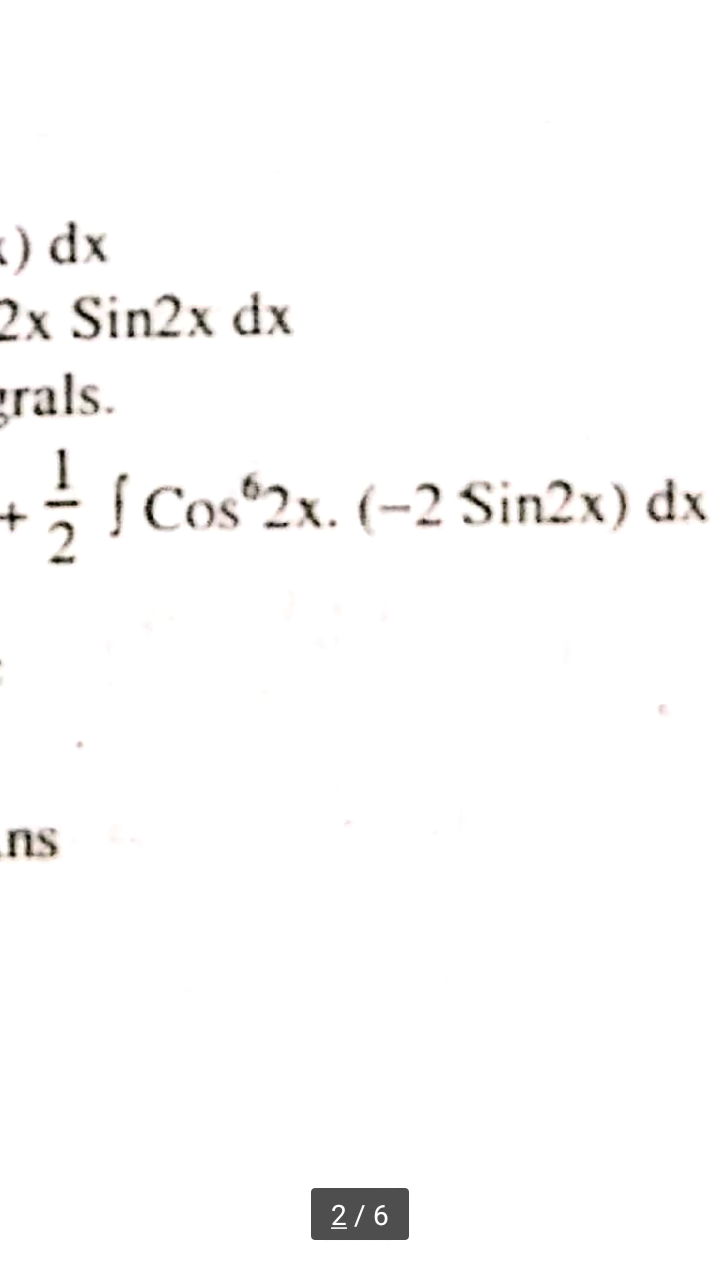 ) dx
2x Sin2x dx
grals.
+ 1/2 ∫ Cos⁶2x. (−2 Sin2x) dx
ns
2 / 6